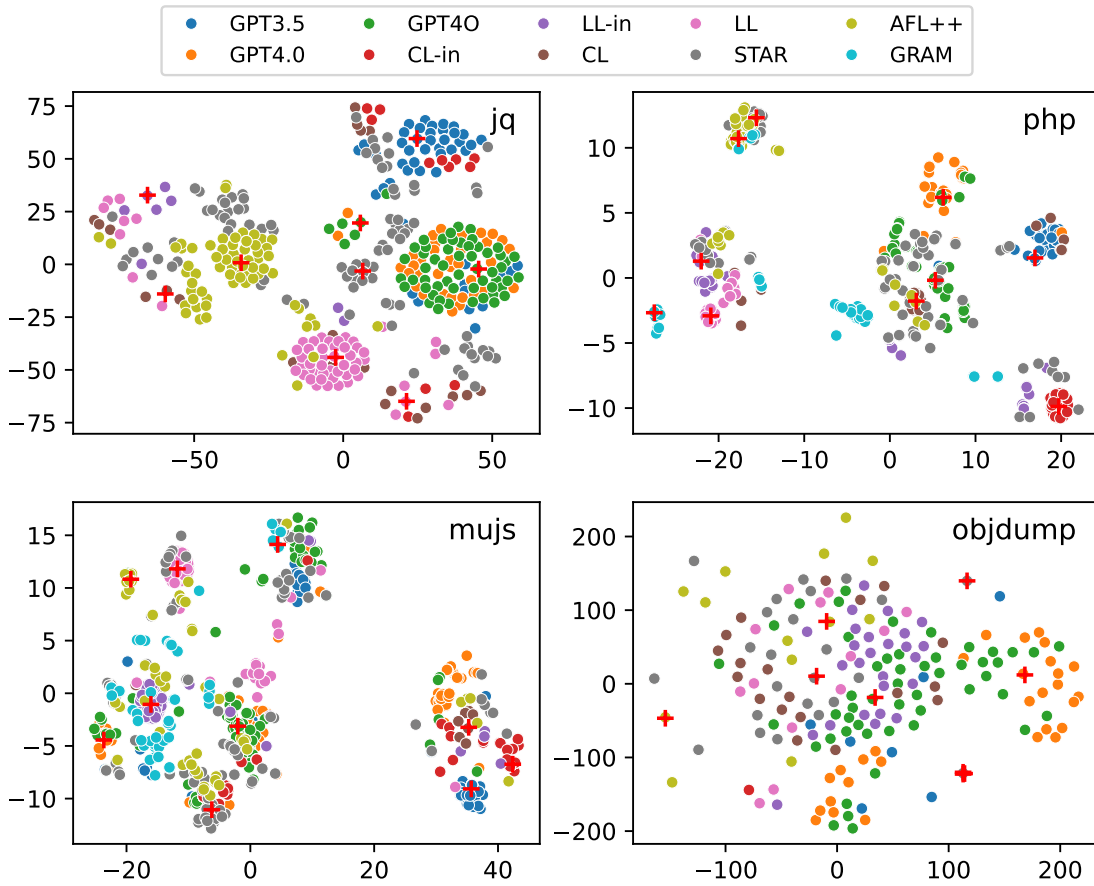 GPT3.5 GPT4O LL-in LL AFL++
GPT4.0 CL-in CL STAR GRAM
jq
75
50
25
0
−25
−50
−75
−50 0 50
php
10
5
0
−5
−10
−20 −10 0 10 20
mujs
15
10
5
0
−5
−10
−20 0 20 40
objdump
200
100
0
−100
−200
−100 0 100 200